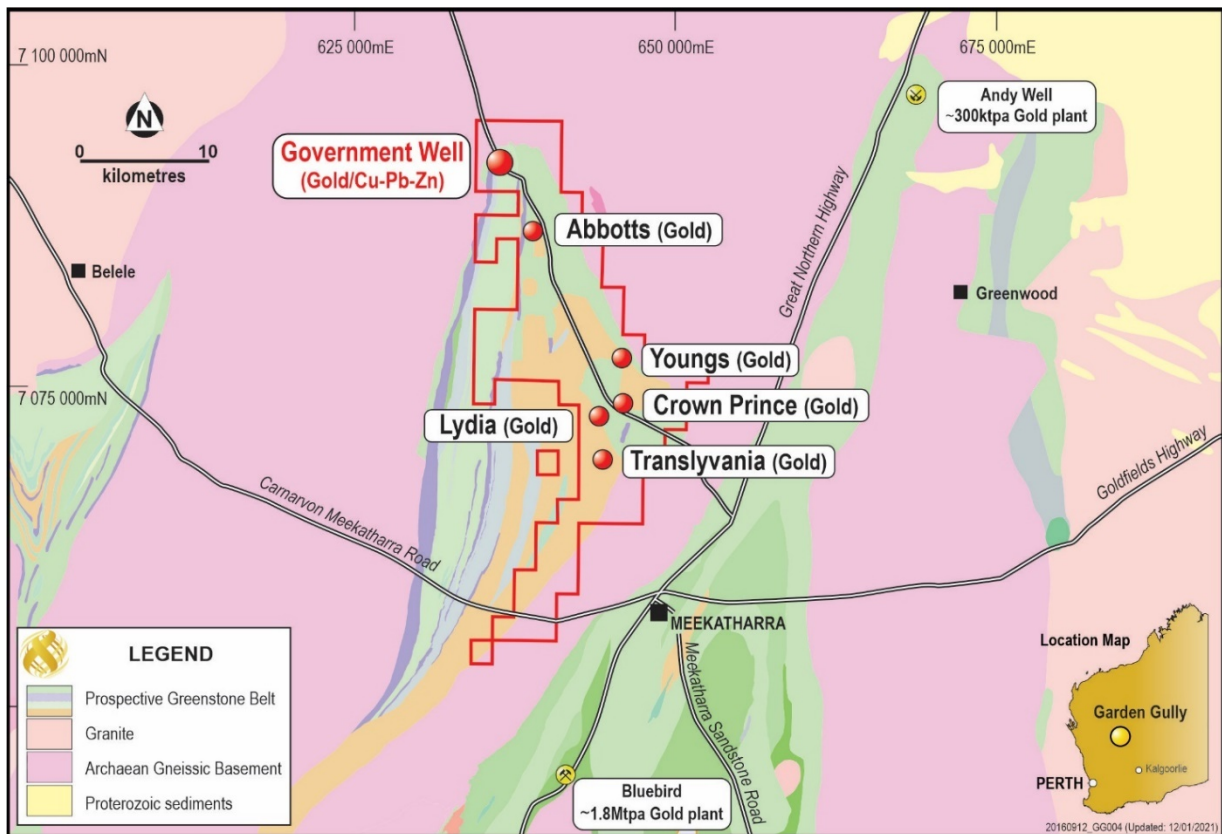 625 000mE
650 000mE
675 000mE
7 100 000mN
N
0 10
kilometres
Government Well
(Gold/Cu-Pb-Zn)
Andy Well
~300ktpa Gold plant
Abbotts (Gold)
Great Northern Highway
Belele
Greenwood
Youngs (Gold)
7 075 000mN
Crown Prince (Gold)
Lydia (Gold)
Translyvania (Gold)
Goldfields Highway
Carnarvon Meekatharra Road
MEEKATHARRA
Meekatharra Sandstone Road
Bluebird
~1.8Mtpa Gold plant
LEGEND
Prospective Greenstone Belt
Granite
Archaean Gneissic Basement
Proterozoic sediments
Location Map
Garden Gully
Kalgoorlie
PERTH
20160912_GG004 (Updated: 12/01/2021)